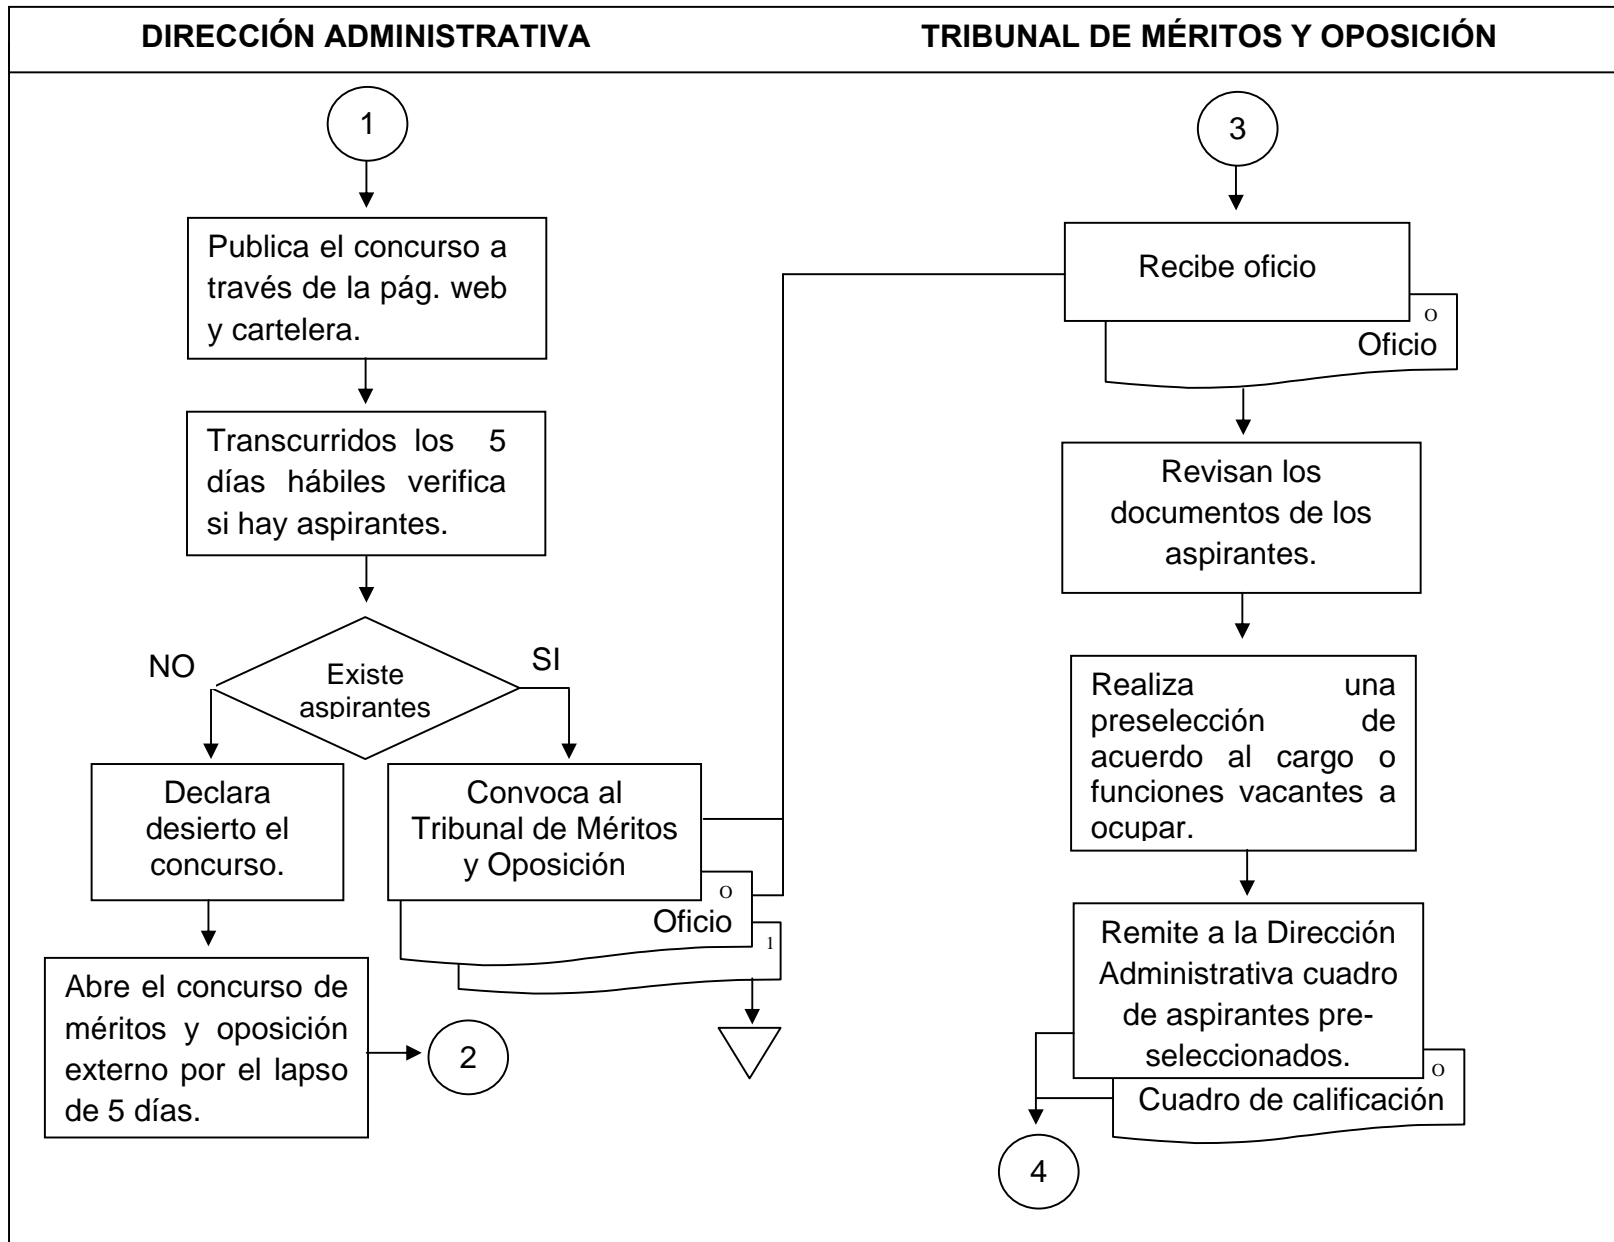 DIRECCIÓN ADMINISTRATIVA
TRIBUNAL DE MÉRITOS Y OPOSICIÓN
1
Publica el concurso a
través de la pág. web
y cartelera.
Transcurridos los 5
días hábiles verifica
si hay aspirantes.
NO
Existe
aspirantes
SI
Declara
desierto el
concurso.
Convoca al
Tribunal de Méritos
y Oposición
O
Oficio
1
Abre el concurso de
méritos y oposición
externo por el lapso
de 5 días.
2
3
Recibe oficio
O
Oficio
Revisan los
documentos de los
aspirantes.
Realiza una
preselección de
acuerdo al cargo o
funciones vacantes a
ocupar.
Remite a la Dirección
Administrativa cuadro
de aspirantes pre-
seleccionados.
O
Cuadro de calificación
4